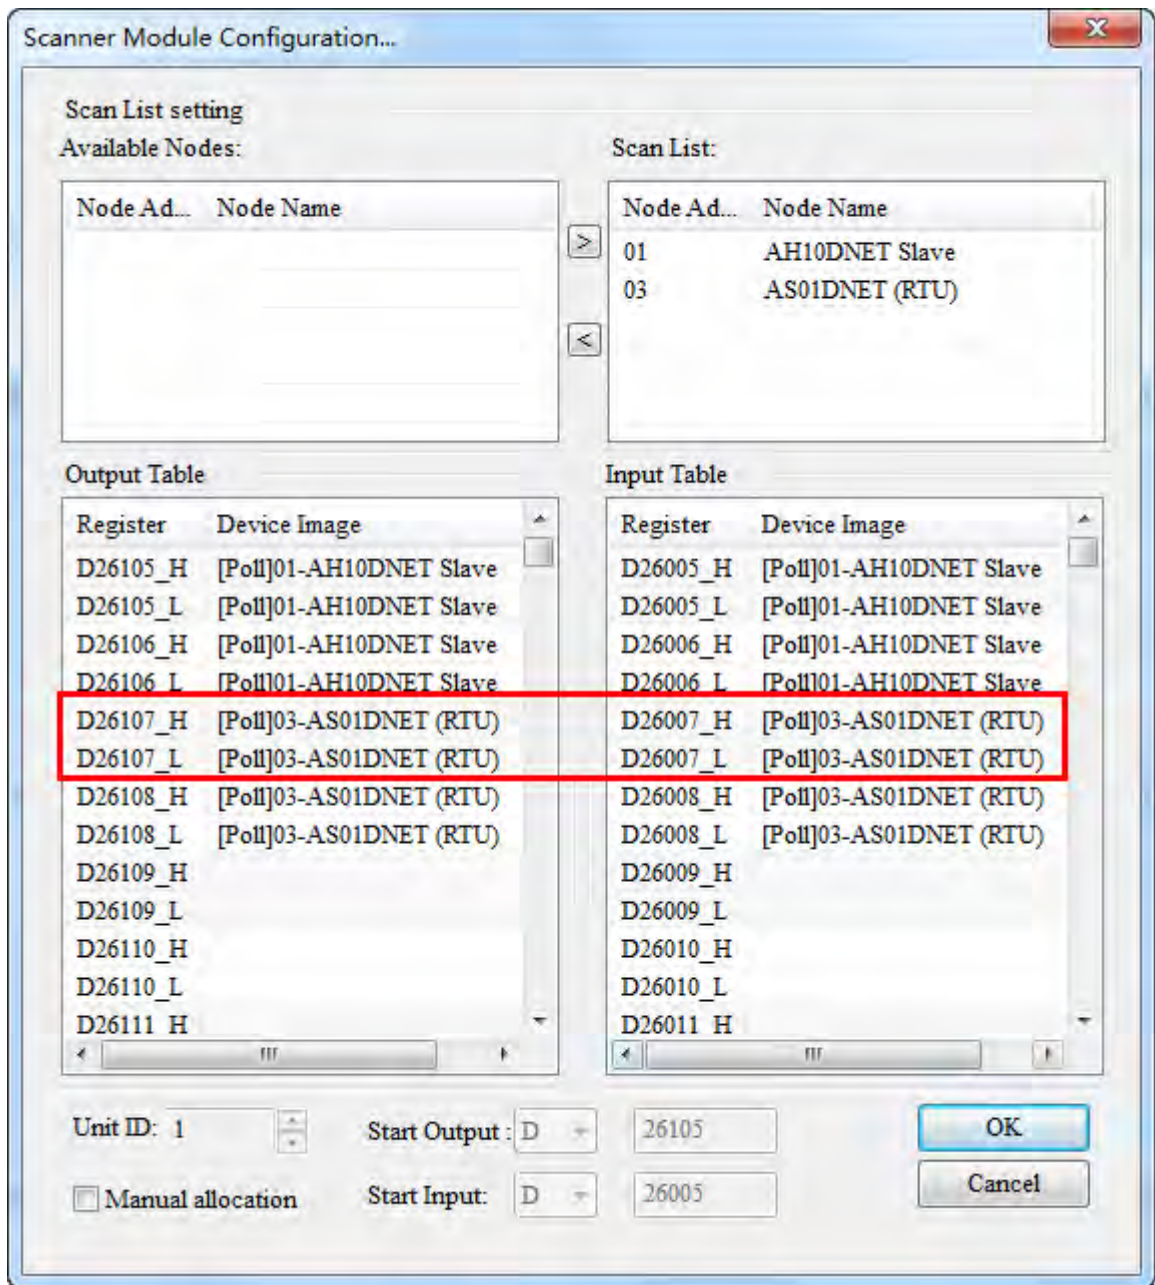 Scanner Module Configuration...
Scan List setting
Available Nodes:
Node Ad... Node Name
>
<
Scan List:
Node Ad... Node Name
01 AH10DNET Slave
03 AS01DNET (RTU)
Output Table
Register Device Image
D26105_H [Poll]01-AH10DNET Slave
D26105_L [Poll]01-AH10DNET Slave
D26106_H [Poll]01-AH10DNET Slave
D26106_L [Poll]01-AH10DNET Slave
D26107_H [Poll]03-AS01DNET (RTU)
D26107_L [Poll]03-AS01DNET (RTU)
D26108_H [Poll]03-AS01DNET (RTU)
D26108_L [Poll]03-AS01DNET (RTU)
D26109_H
D26109_L
D26110_H
D26110_L
D26111_H
Input Table
Register Device Image
D26005_H [Poll]01-AH10DNET Slave
D26005_L [Poll]01-AH10DNET Slave
D26006_H [Poll]01-AH10DNET Slave
D26006_L [Poll]01-AH10DNET Slave
D26007_H [Poll]03-AS01DNET (RTU)
D26007_L [Poll]03-AS01DNET (RTU)
D26008_H [Poll]03-AS01DNET (RTU)
D26008_L [Poll]03-AS01DNET (RTU)
D26009_H
D26009_L
D26010_H
D26010_L
D26011_H
Unit ID: 1
Start Output : D 26105
OK
Manual allocation
Start Input: D 26005
Cancel